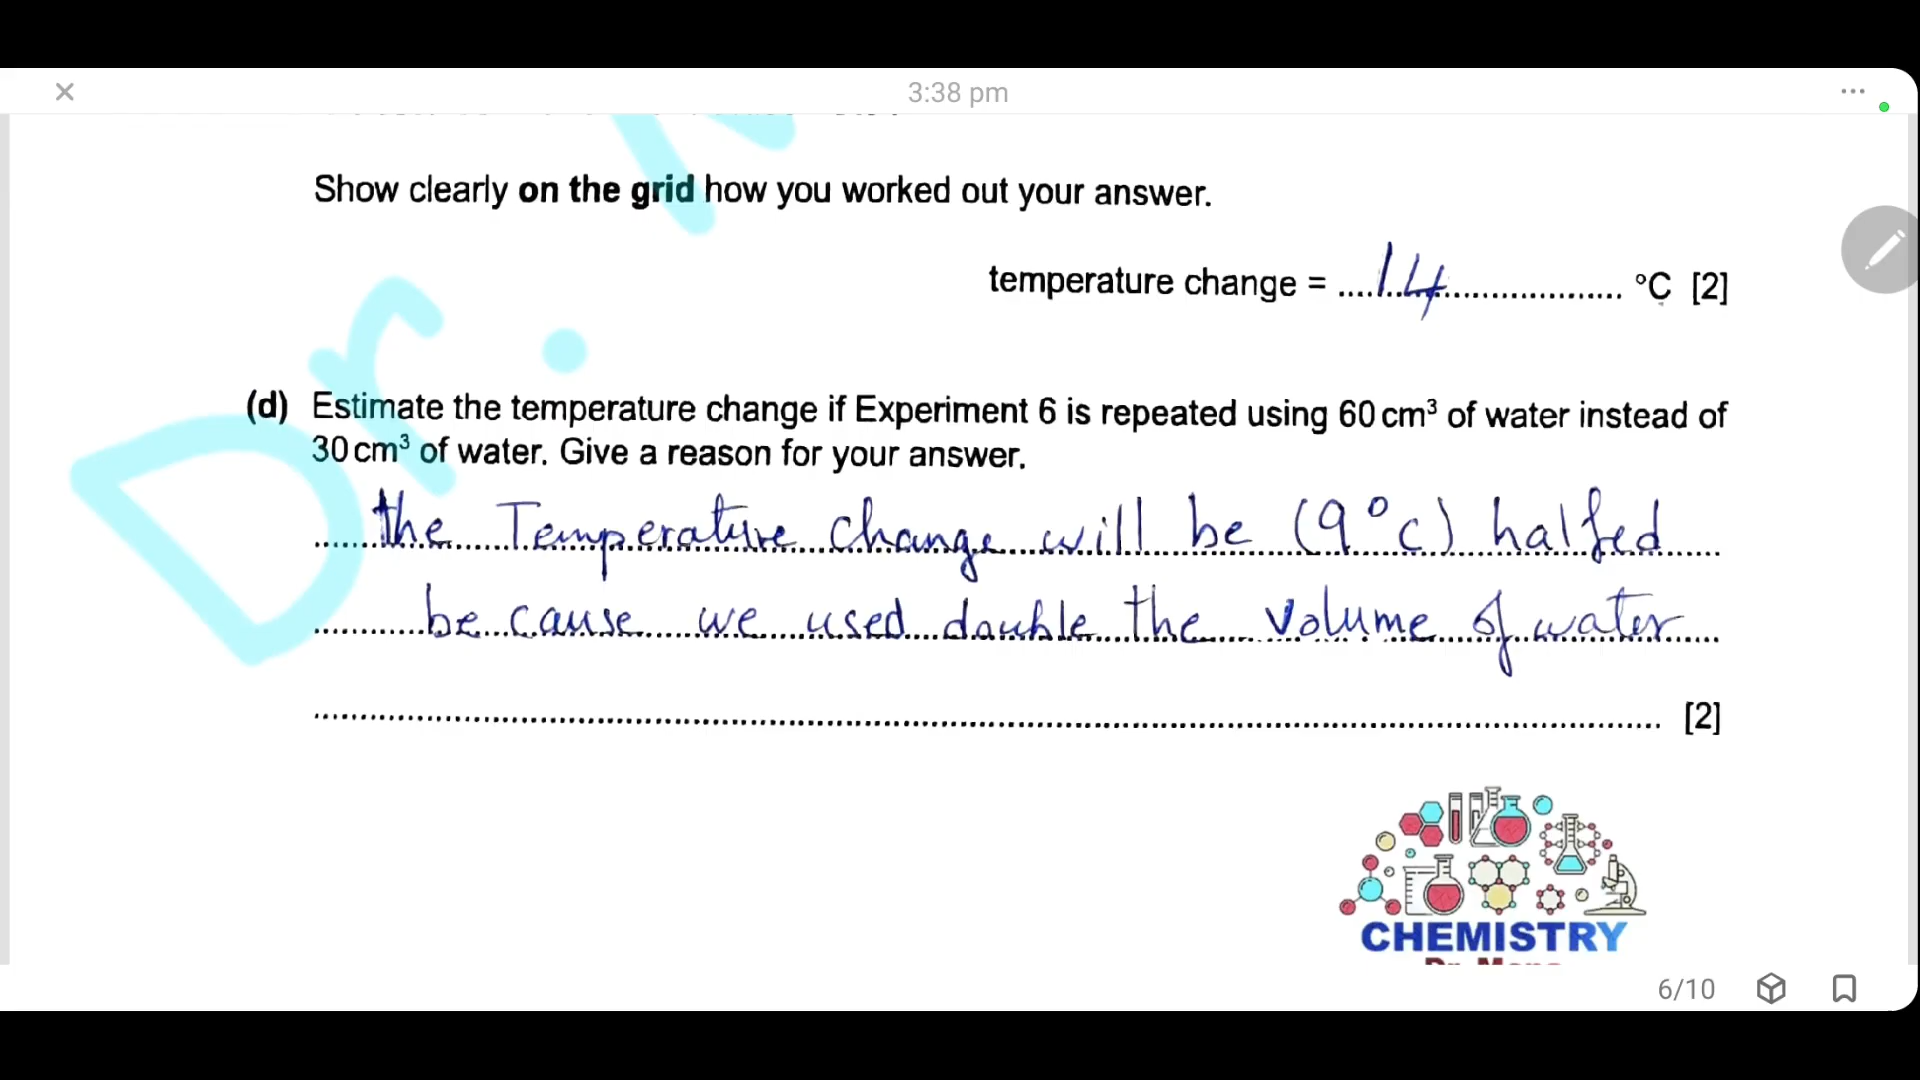 3:38 pm
Show clearly on the grid how you worked out your answer.
temperature change = ....14.................... °C [2]
(d) Estimate the temperature change if Experiment 6 is repeated using 60 cm³ of water instead of
30 cm³ of water. Give a reason for your answer.
the Temperature change will be (9°c) halfed
be cause we used double the volume of water
[2]
Dr.
CHEMISTRY
6/10